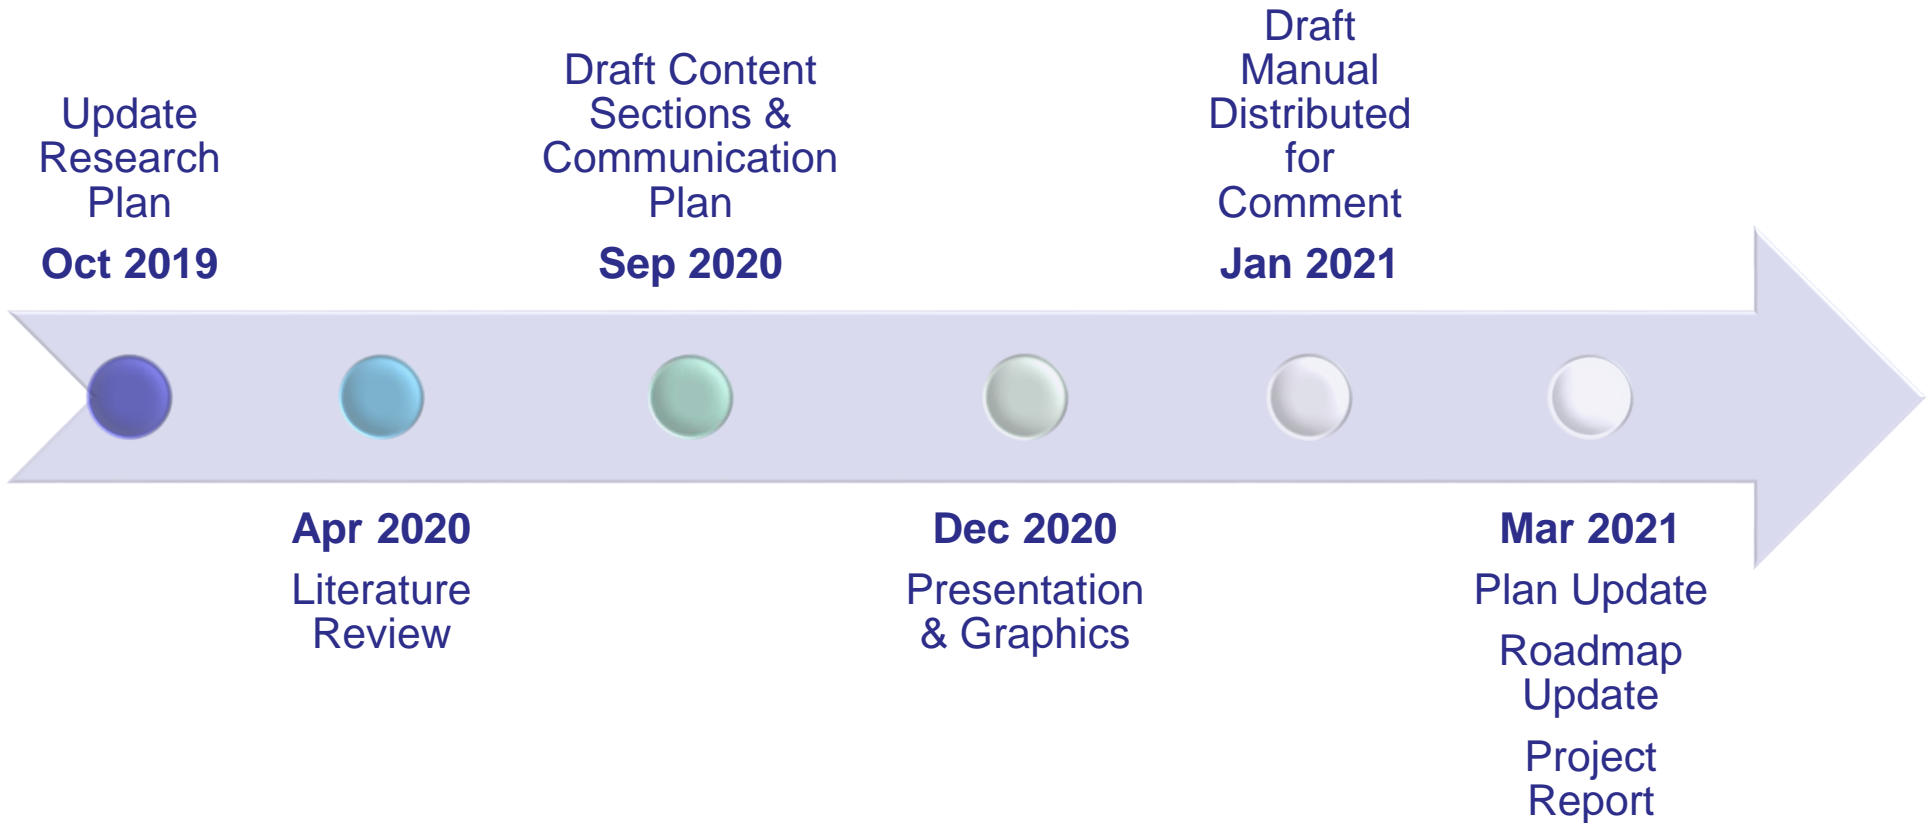 Update
Research
Plan
Oct 2019
Apr 2020
Literature
Review
Draft Content
Sections &
Communication
Plan
Sep 2020
Dec 2020
Presentation
& Graphics
Draft
Manual
Distributed
for
Comment
Jan 2021
Mar 2021
Plan Update
Roadmap
Update
Project
Report